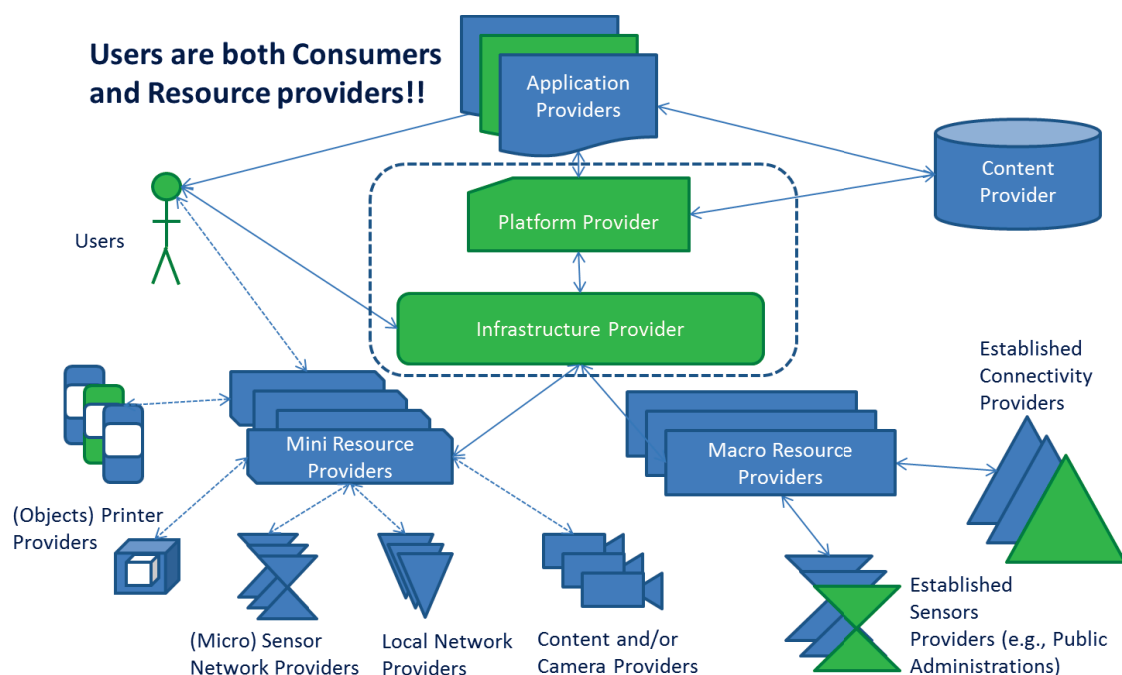 Users are both Consumers
and Resource providers!!
Application
Providers
Content
Provider
Platform Provider
Users
Infrastructure Provider
Established
Connectivity
Providers
Mini Resource
Providers
Macro Resource
Providers
(Objects) Printer
Providers
(Micro) Sensor
Network Providers
Local Network
Providers
Content and/or
Camera Providers
Established
Sensors
Providers (e.g., Public
Administrations)